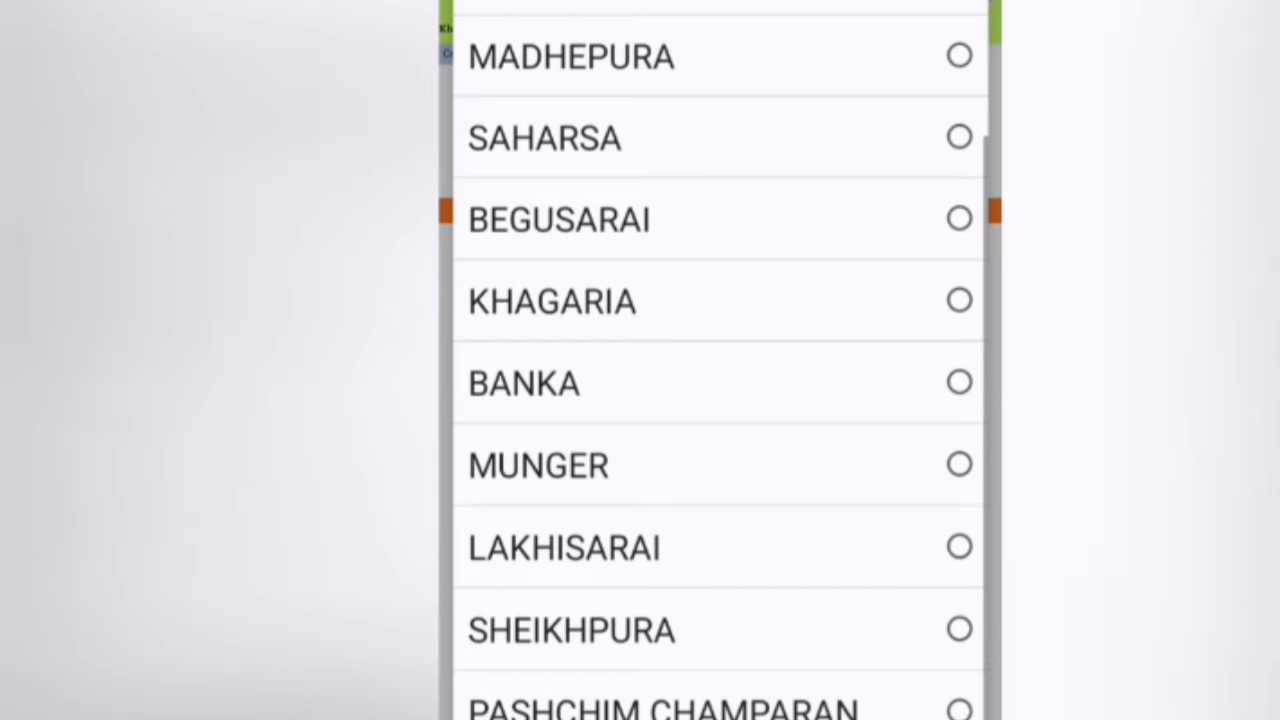 MADHEPURA
SAHARSA
BEGUSARAI
KHAGARIA
BANKA
MUNGER
LAKHISARAI
SHEIKHPURA
PASHCHIM CHAMPARAN